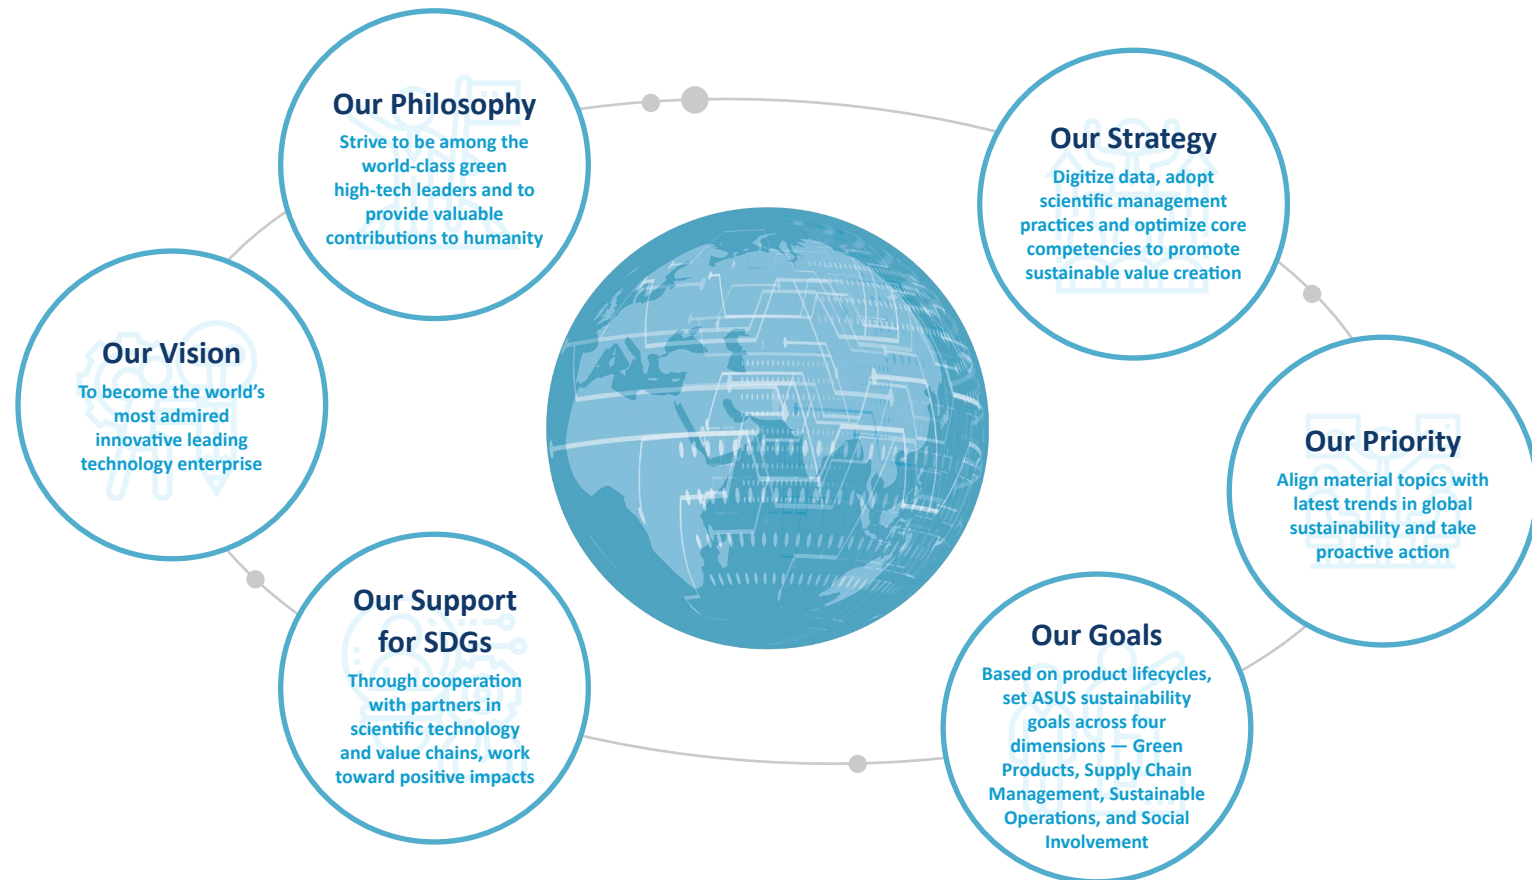 Our Philosophy
Strive to be among the
world-class green
high-tech leaders and to
provide valuable
contributions to humanity
Our Strategy
Digitize data, adopt
scientific management
practices and optimize core
competencies to promote
sustainable value creation
Our Vision
To become the world’s
most admired
innovative leading
technology enterprise
Our Priority
Align material topics with
latest trends in global
sustainability and take
proactive action
Our Support
for SDGs
Through cooperation
with partners in
scientific technology
and value chains, work
toward positive impacts
Our Goals
Based on product lifecycles,
set ASUS sustainability
goals across four
dimensions — Green
Products, Supply Chain
Management, Sustainable
Operations, and Social
Involvement